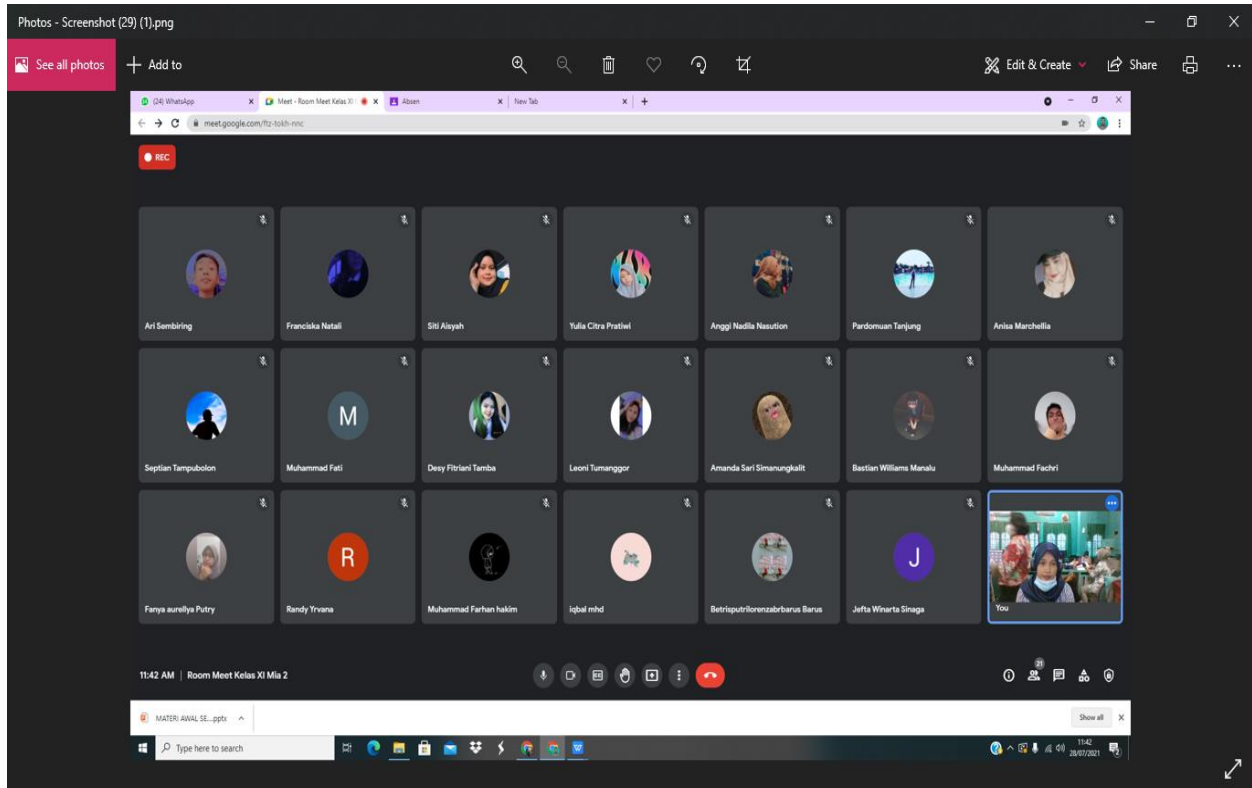 Photos - Screenshot (29) (1).png
See all photos
Add to
Edit & Create
Share
(24) WhatsApp
Meet - Room Meet Kelas XI
Absen
New Tab
meet.google.com/ftz-tokh-nnc
REC
Ari Sembiring
Franciska Natali
Siti Aisyah
Yulia Citra Pratiwi
Anggi Nadila Nasution
Pardomuan Tanjung
Anisa Marchellia
Septian Tampubolon
M
Muhammad Fati
Desy Fitriani Tamba
Leoni Tumanggor
Amanda Sari Simanungkalit
Bastian Williams Manalu
Muhammad Fachri
Fanya aurellya Putry
R
Randy Yrvana
Muhammad Farhan hakim
iqbal mhd
Betrisputrilorenzabrbarus Barus
J
Jefta Winarta Sinaga
You
11:42 AM | Room Meet Kelas XI Mia 2
21
MATERI AWAL SE....pptx
Show all
Type here to search
11:42
28/07/2021
2